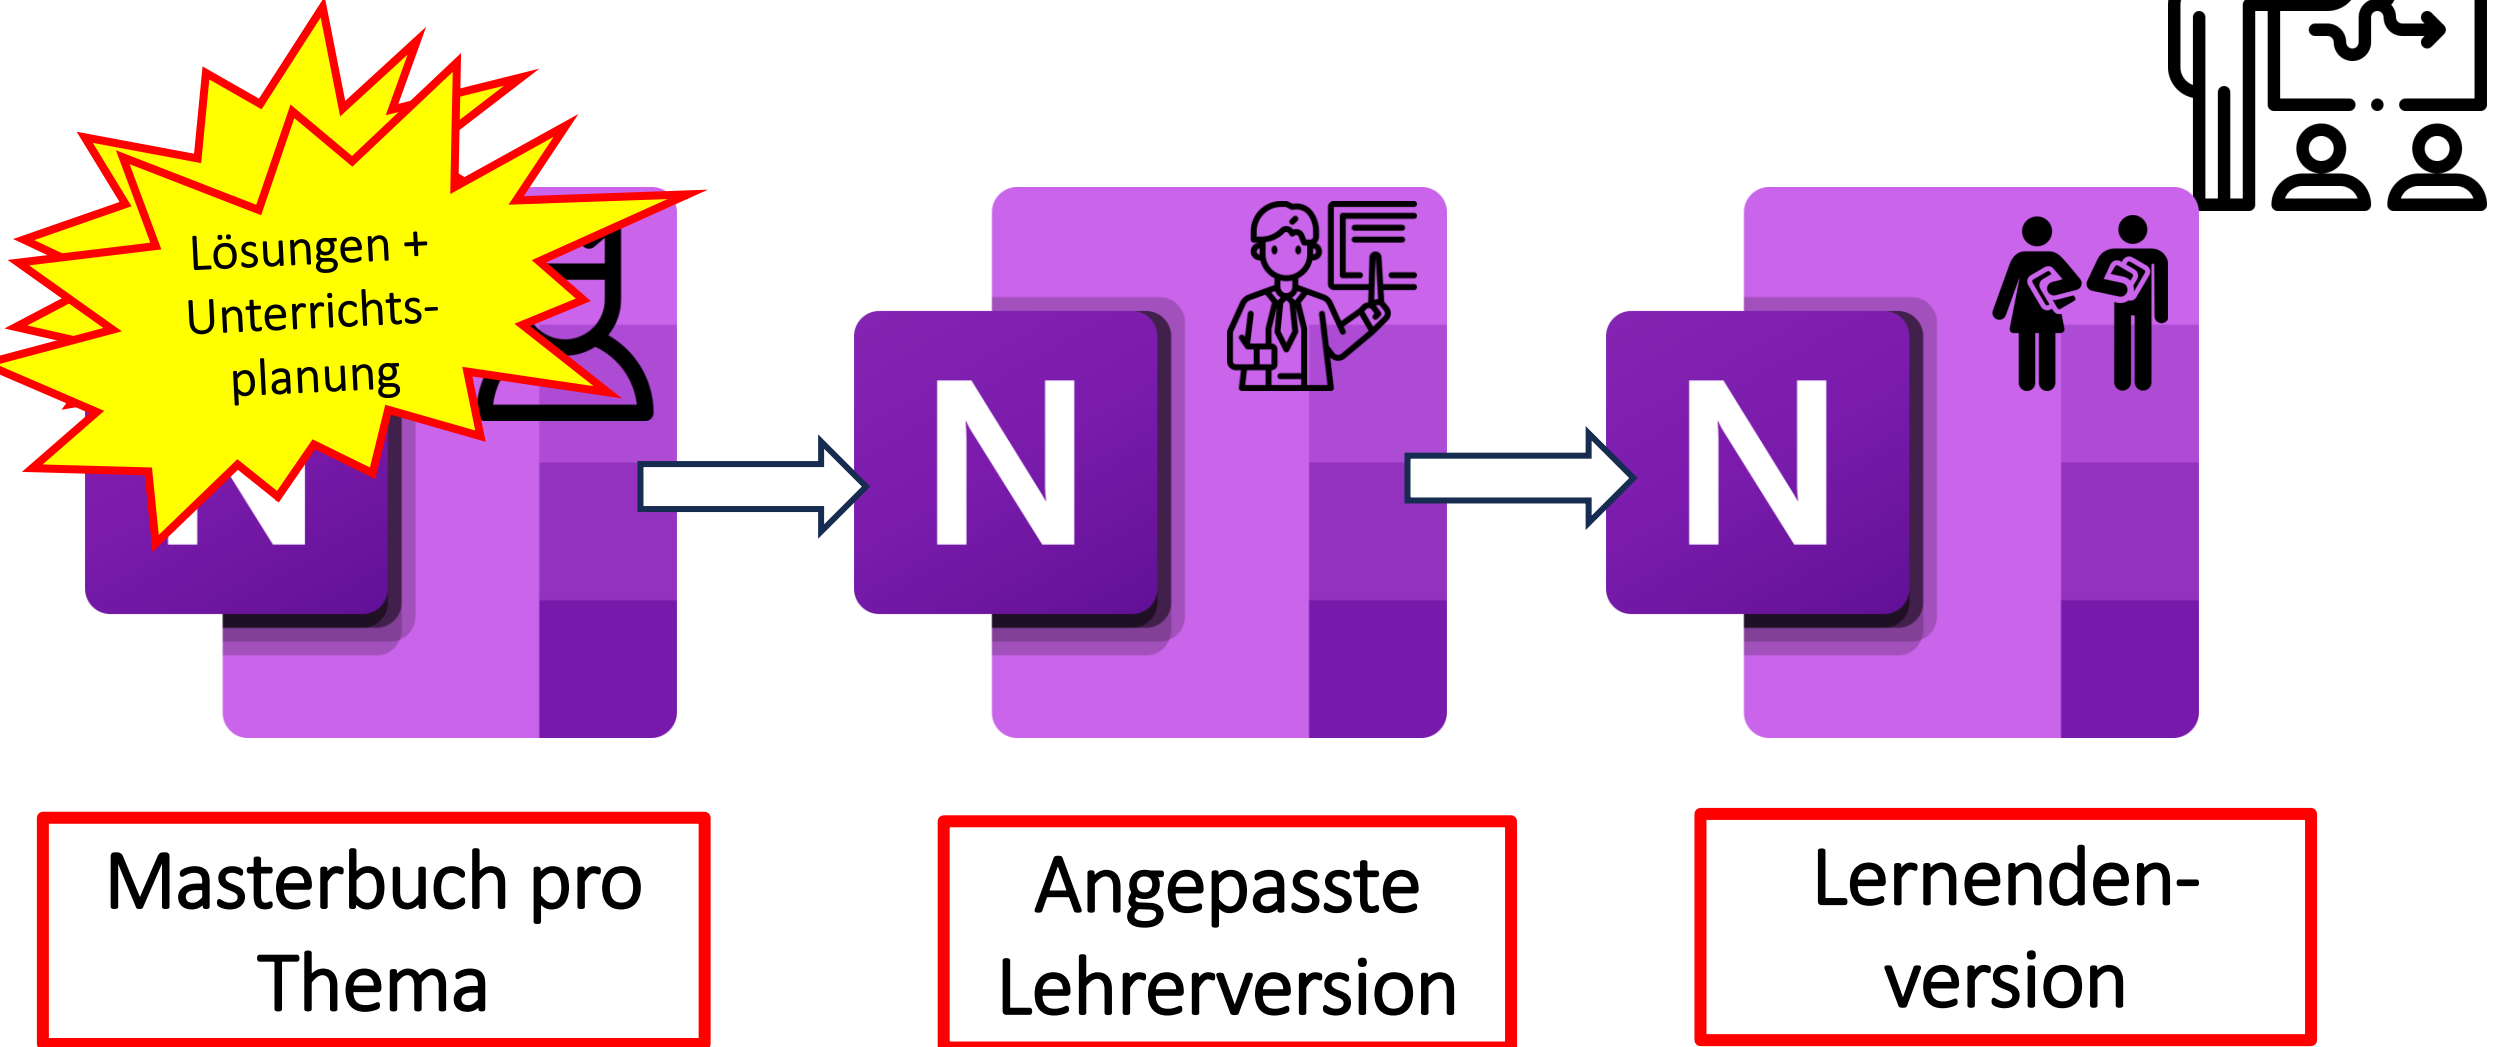 Lösungen +
Unterrichts-
planung
N
N
N
Masterbuch pro
Thema
Angepasste
Lehrerversion
Lernenden-
version